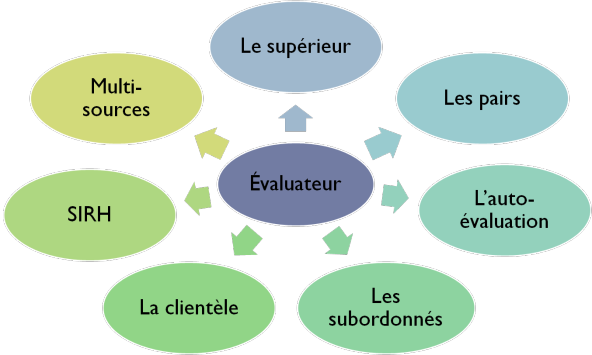 Le supérieur
Les pairs
L'auto-
évaluation
Les
subordonnés
La clientèle
SIRH
Multi-
sources
Évaluateur